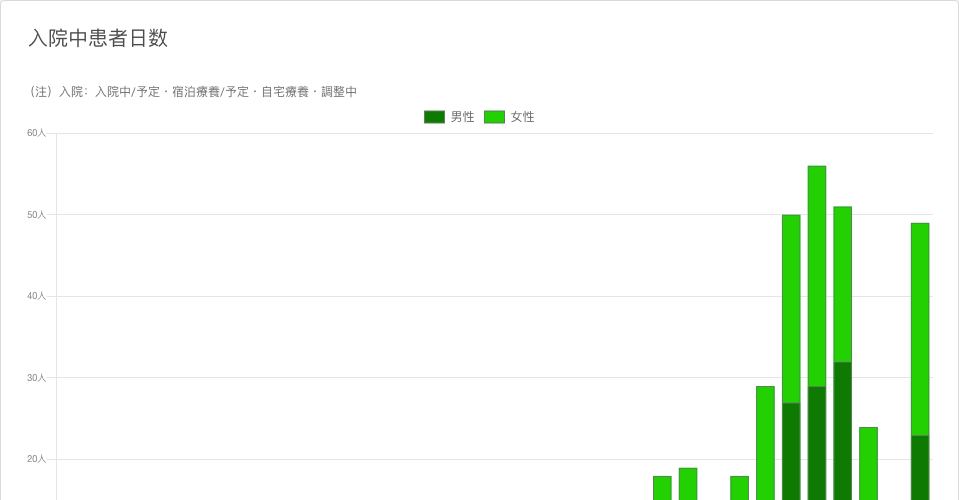 入院中患者日数
（注）入院：入院中/予定・宿泊療養/予定・自宅療養・調整中
男性 女性
60人
50人
40人
30人
20人